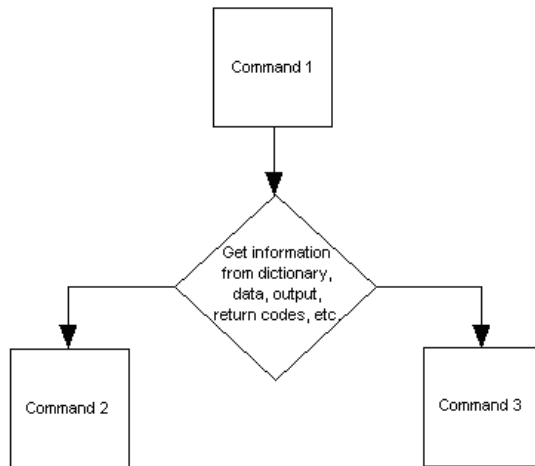 Command 1
Get information
from dictionary,
data, output,
return codes, etc.
Command 2
Command 3